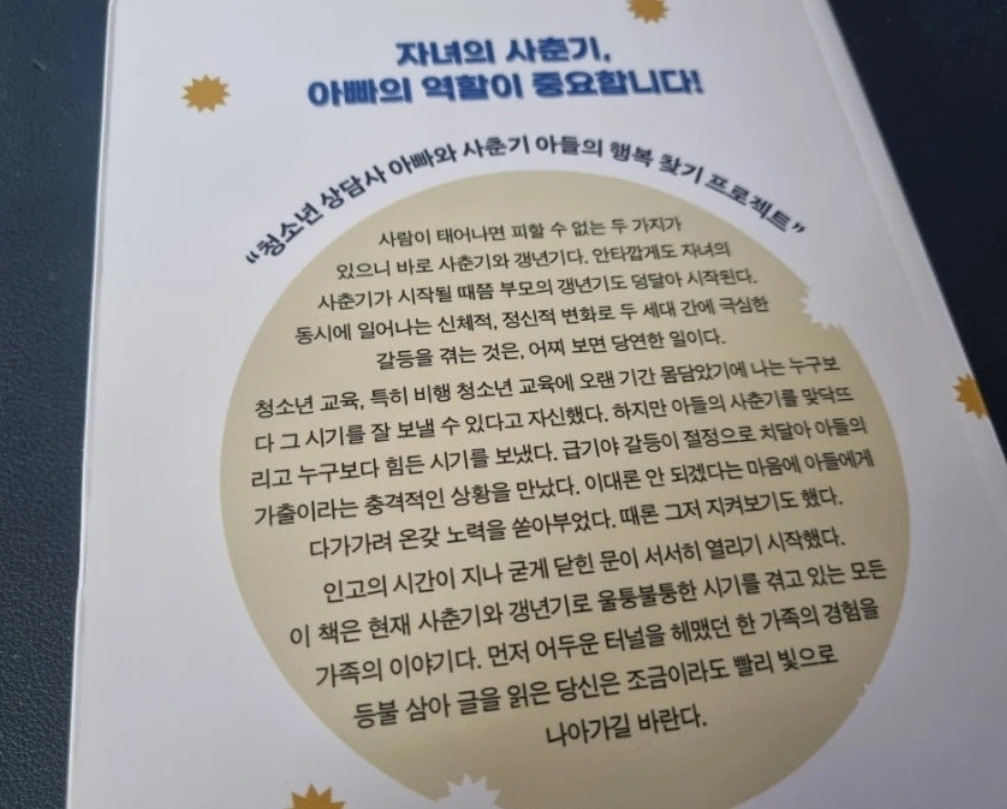 자녀의 사춘기,
아빠의 역할이 중요합니다!
“청소년 상담사 아빠와 사춘기 아들의 행복 찾기 프로젝트”
사람이 태어나면 피할 수 없는 두 가지가
있으니 바로 사춘기와 갱년기다. 안타깝게도 자녀의
사춘기가 시작될 때쯤 부모의 갱년기도 덩달아 시작된다.
동시에 일어나는 신체적, 정신적 변화로 두 세대 간에 극심한
갈등을 겪는 것은, 어찌 보면 당연한 일이다.
청소년 교육, 특히 비행 청소년 교육에 오랜 기간 몸담았기에 나는 누구보
다 그 시기를 잘 보낼 수 있다고 자신했다. 하지만 아들의 사춘기를 맞닥뜨
리고 누구보다 힘든 시기를 보냈다. 급기야 갈등이 절정으로 치달아 아들의
가출이라는 충격적인 상황을 만났다. 이대론 안 되겠다는 마음에 아들에게
다가가려 온갖 노력을 쏟아부었다. 때론 그저 지켜보기도 했다.
인고의 시간이 지나 굳게 닫힌 문이 서서히 열리기 시작했다.
이 책은 현재 사춘기와 갱년기로 울퉁불퉁한 시기를 겪고 있는 모든
가족의 이야기다. 먼저 어두운 터널을 헤맸던 한 가족의 경험을
등불 삼아 글을 읽은 당신은 조금이라도 빨리 빛으로
나아가길 바란다.